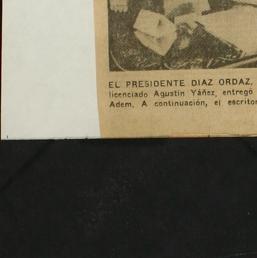 EL PRESIDENTE DIAZ ORDAZ,
licenciado Agustín Yáñez, entregó
Adem. A continuación, el escritor